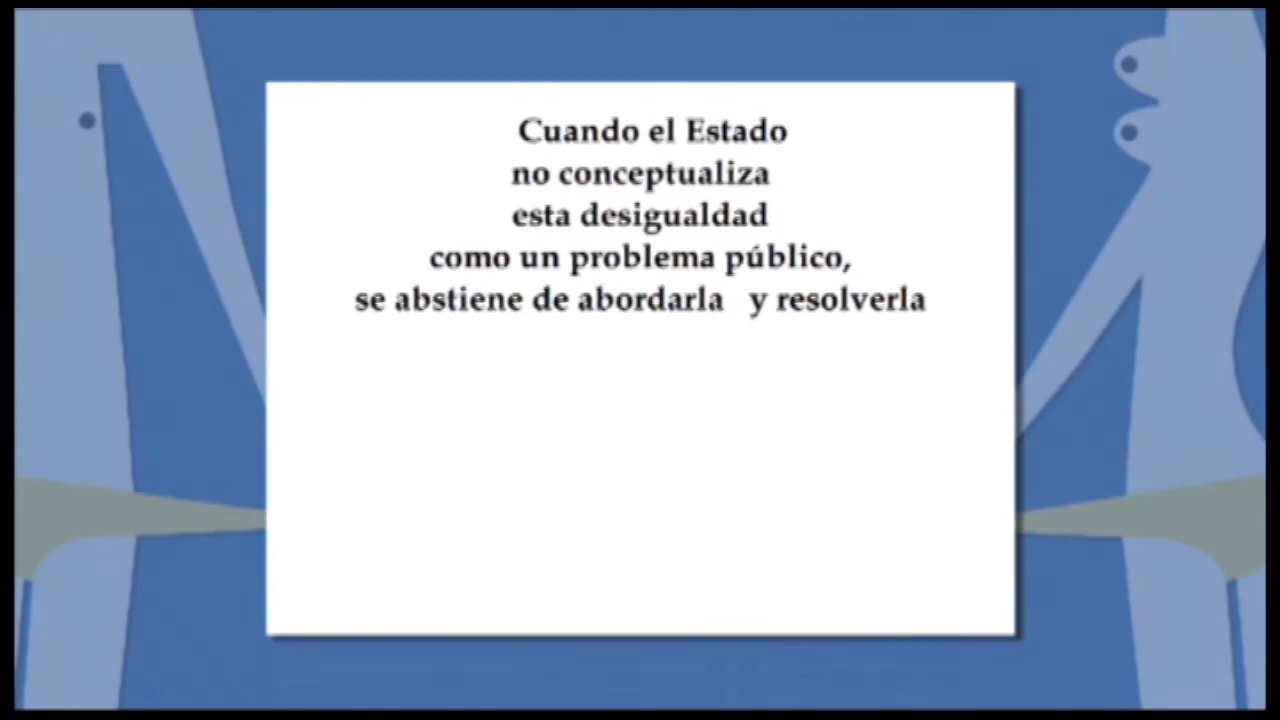 Cuando el Estado
no conceptualiza
esta desigualdad
como un problema público,
se abstiene de abordarla y resolverla